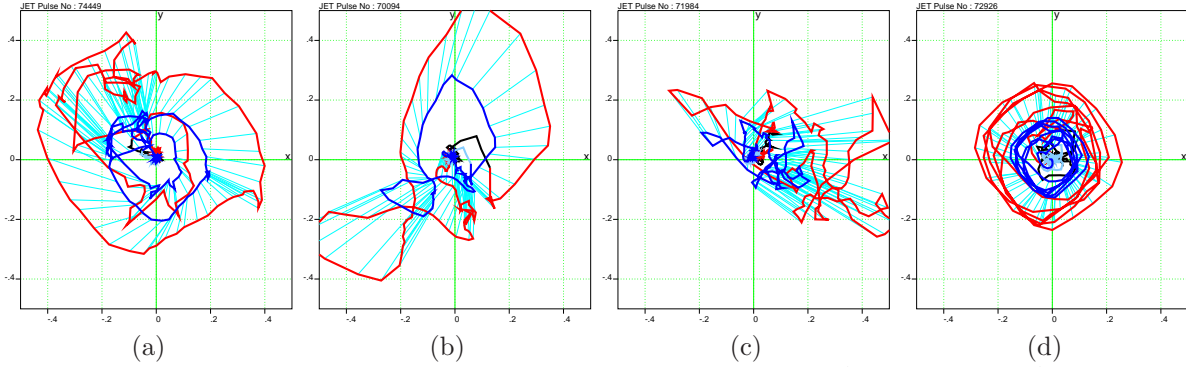 JET Pulse No : 74449
y
.4
.2
x
0
-.2
-.4
-.4 -.2 0 .2 .4
(a)
JET Pulse No : 70094
y
.4
.2
x
0
-.2
-.4
-.4 -.2 0 .2 .4
(b)
JET Pulse No : 71984
y
.4
.2
x
0
-.2
-.4
-.4 -.2 0 .2 .4
(c)
JET Pulse No : 72926
y
.4
.2
x
0
-.2
-.4
-.4 -.2 0 .2 .4
(d)